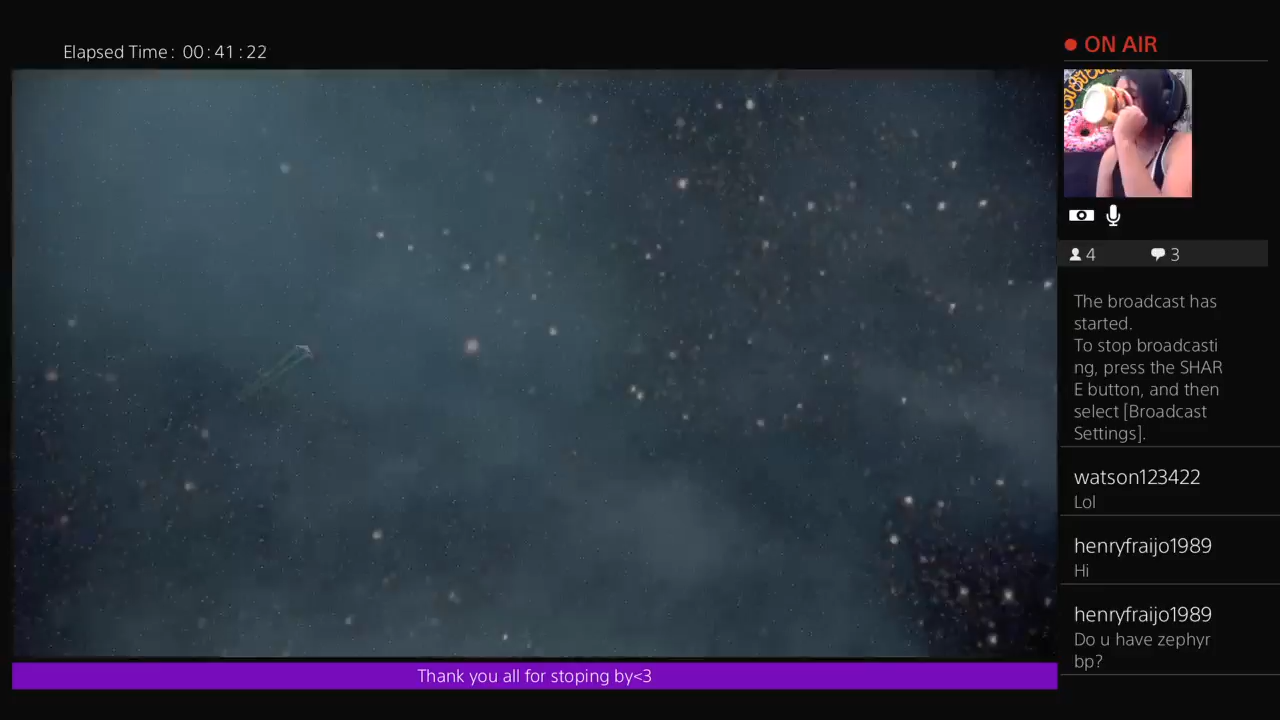 Elapsed Time: 00:41:22
ON AIR
4
3
The broadcast has
started.
To stop broadcasti
ng, press the SHAR
E button, and then
select [Broadcast
Settings].
watson123422
Lol
henryfraijo1989
Hi
henryfraijo1989
Do u have zephyr
bp?
Thank you all for stoping by<3